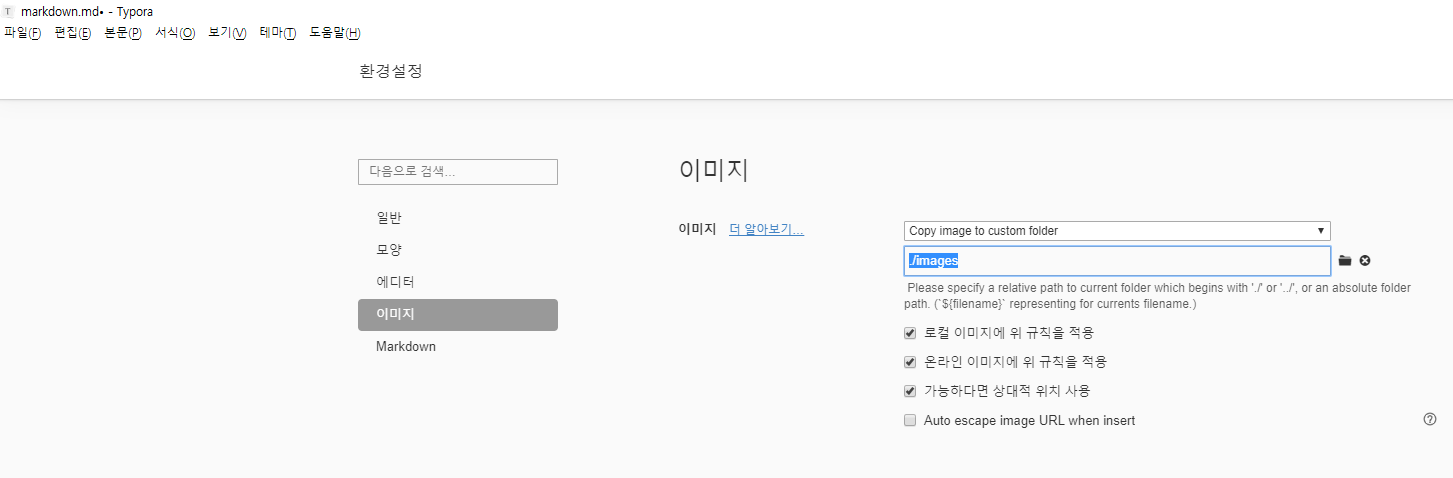 T markdown.md• - Typora
파일(F) 편집(E) 본문(P) 서식(O) 보기(V) 테마(T) 도움말(H)
환경설정
다음으로 검색...
일반
모양
에디터
이미지
Markdown
이미지
이미지 더 알아보기...
Copy image to custom folder
./images
Please specify a relative path to current folder which begins with './' or '../', or an absolute folder
path. (`${filename}` representing for currents filename.)
로컬 이미지에 위 규칙을 적용
온라인 이미지에 위 규칙을 적용
가능하다면 상대적 위치 사용
Auto escape image URL when insert